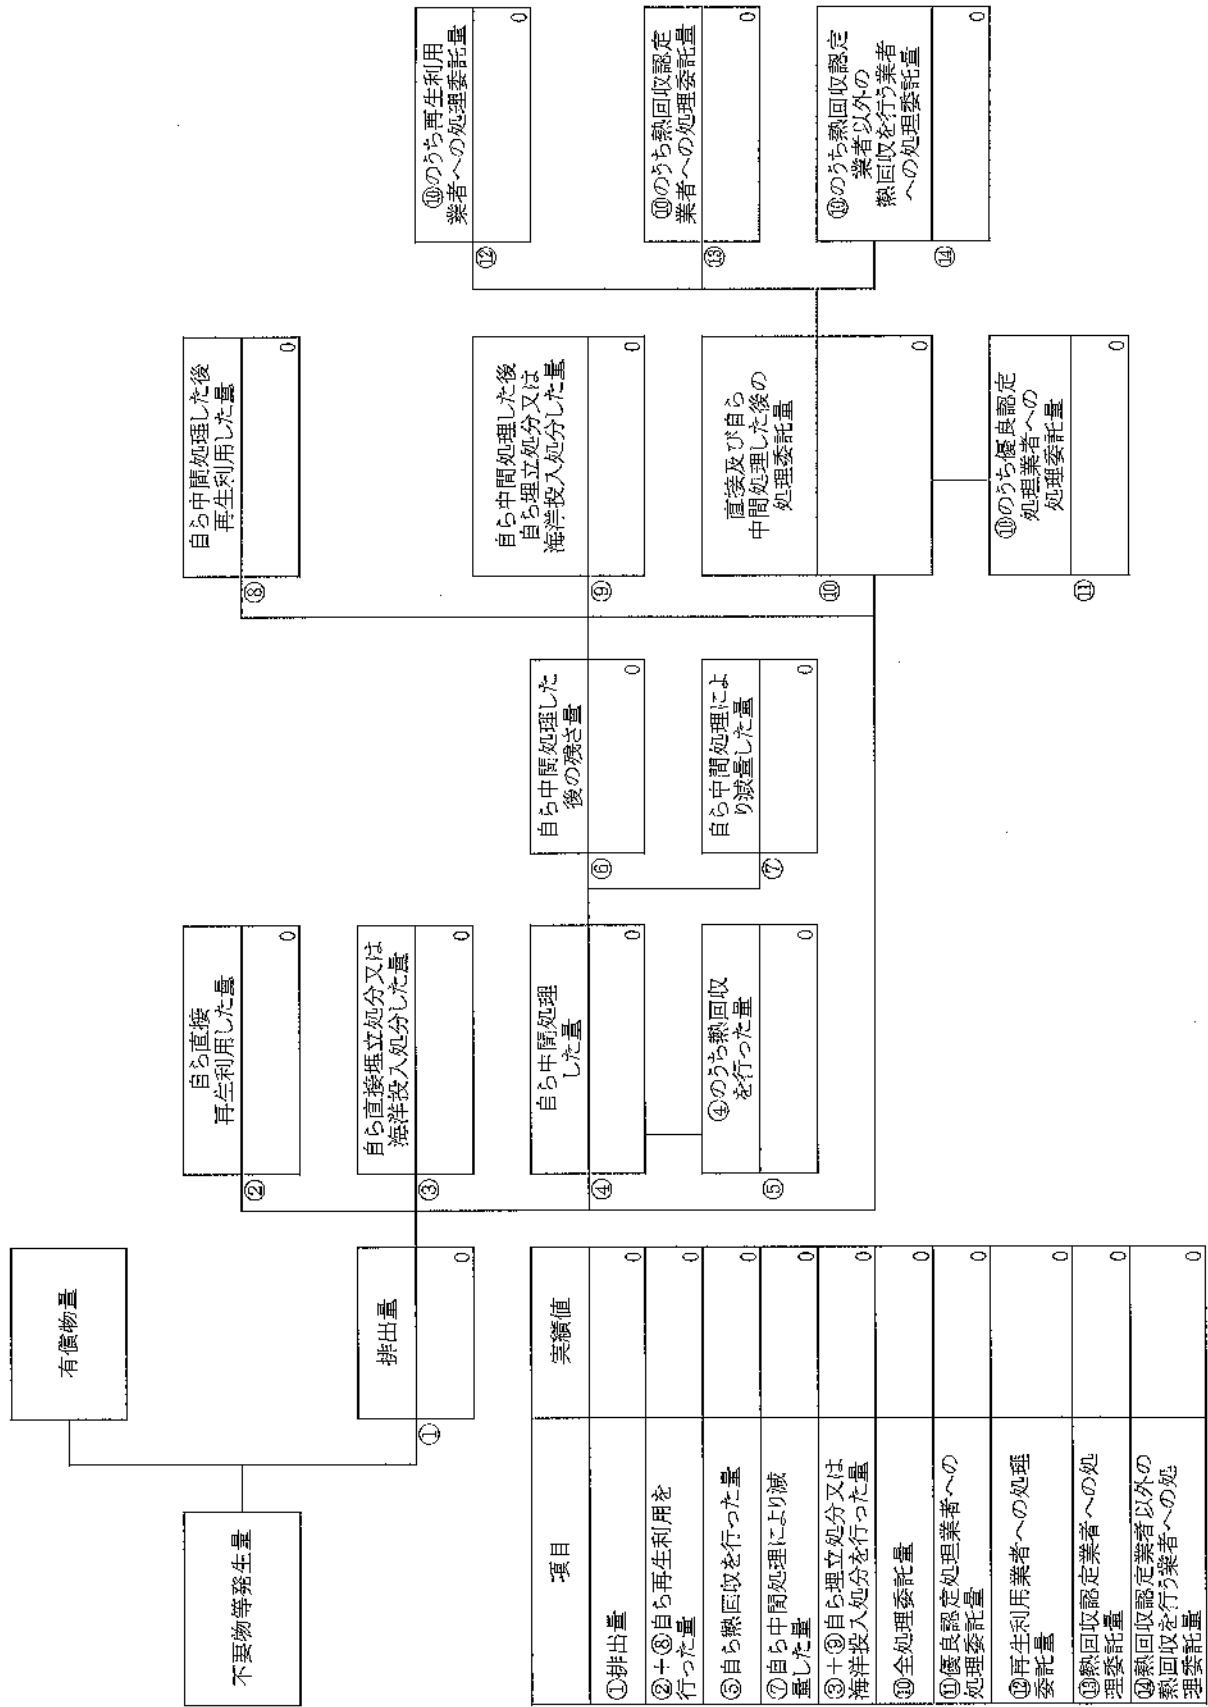 不要物等発生量
有償物量
①
排出量
0
②
自ら直接
再生利用した量
0
③
自ら直接埋立処分又は
海洋投入処分した量
0
④
自ら中間処理
した量
0
⑤
④のうち熱回収
を行った量
0
⑥
自ら中間処理した
後の残さ量
0
⑦
自ら中間処理によ
り減量した量
0
⑧
自ら中間処理した後
再生利用した量
0
⑨
自ら中間処理した後
自ら埋立処分又は
海洋投入処分した量
0
⑩
直接及び自ら
中間処理した後の
処理委託量
0
⑪
⑩のうち優良認定
処理業者への
処理委託量
0
⑫
⑩のうち再生利用
業者への処理委託量
0
⑬
⑩のうち熱回収認定
業者への処理委託量
0
⑭
⑩のうち熱回収認定
業者以外の
熱回収を行う業者
への処理委託量
0
項目 実績値
①排出量 0
②+⑧自ら再生利用を
行った量 0
⑤自ら熱回収を行った量 0
⑦自ら中間処理により減
量した量 0
③+⑨自ら埋立処分又は
海洋投入処分を行った量 0
⑩全処理委託量 0
⑪優良認定処理業者への
処理委託量 0
⑫再生利用業者への処理
委託量 0
⑬熱回収認定業者への処
理委託量 0
⑭熱回収認定業者以外の
熱回収を行う業者への処
理委託量 0